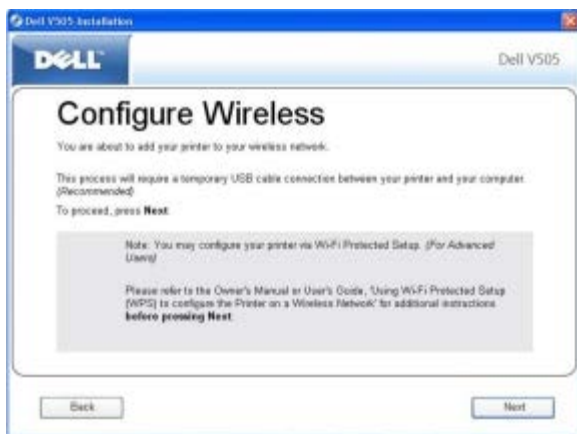 Dell V505 Installation
DELL
Dell V505
Configure Wireless
You are about to add your printer to your wireless network.
This process will require a temporary USB cable connection between your printer and your computer.
(Recommended)
To proceed, press Next
Note: You may configure your printer via Wi-Fi Protected Setup. (For Advanced
Users)
Please refer to the Owner's Manual or User's Guide, 'Using Wi-Fi Protected Setup
(WPS) to configure the Printer on a Wireless Network' for additional instructions
before pressing Next.
Back
Next